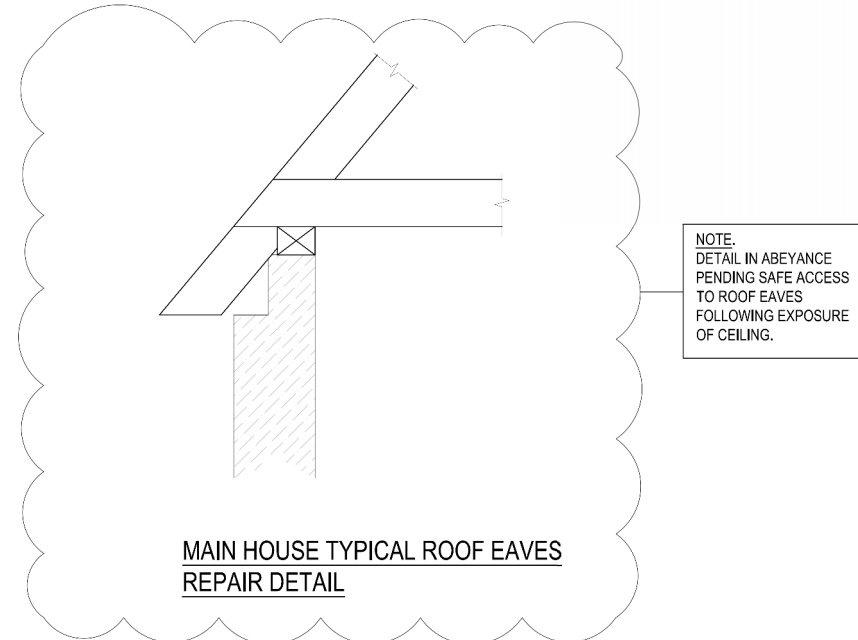 NOTE.
DETAIL IN ABEYANCE
PENDING SAFE ACCESS
TO ROOF EAVES
FOLLOWING EXPOSURE
OF CEILING.
MAIN HOUSE TYPICAL ROOF EAVES
REPAIR DETAIL